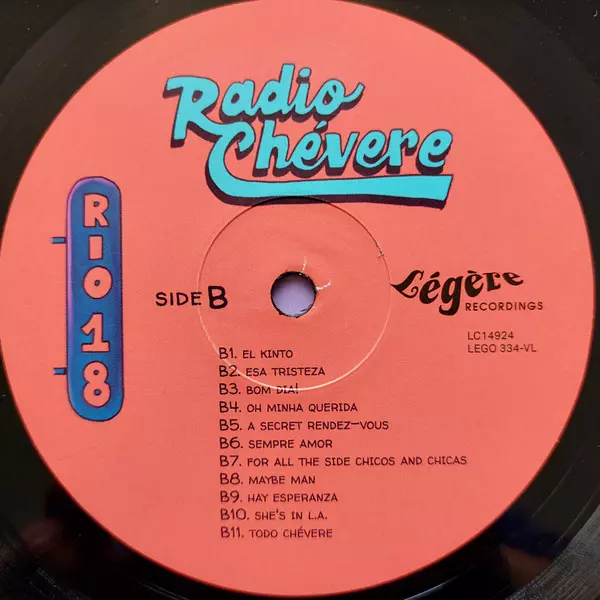 Radio
Chévere
RIO 18
SIDE B
Légère
RECORDINGS
LC14924
LEGO 334-VL
B1. EL KINTO
B2. ESA TRISTEZA
B3. BOM DIA!
B4. OH MINHA QUERIDA
B5. A SECRET RENDEZ-VOUS
B6. SEMPRE AMOR
B7. FOR ALL THE SIDE CHICOS AND CHICAS
B8. MAYBE MAN
B9. HAY ESPERANZA
B10. SHE'S IN L.A.
B11. TODO CHÉVERE